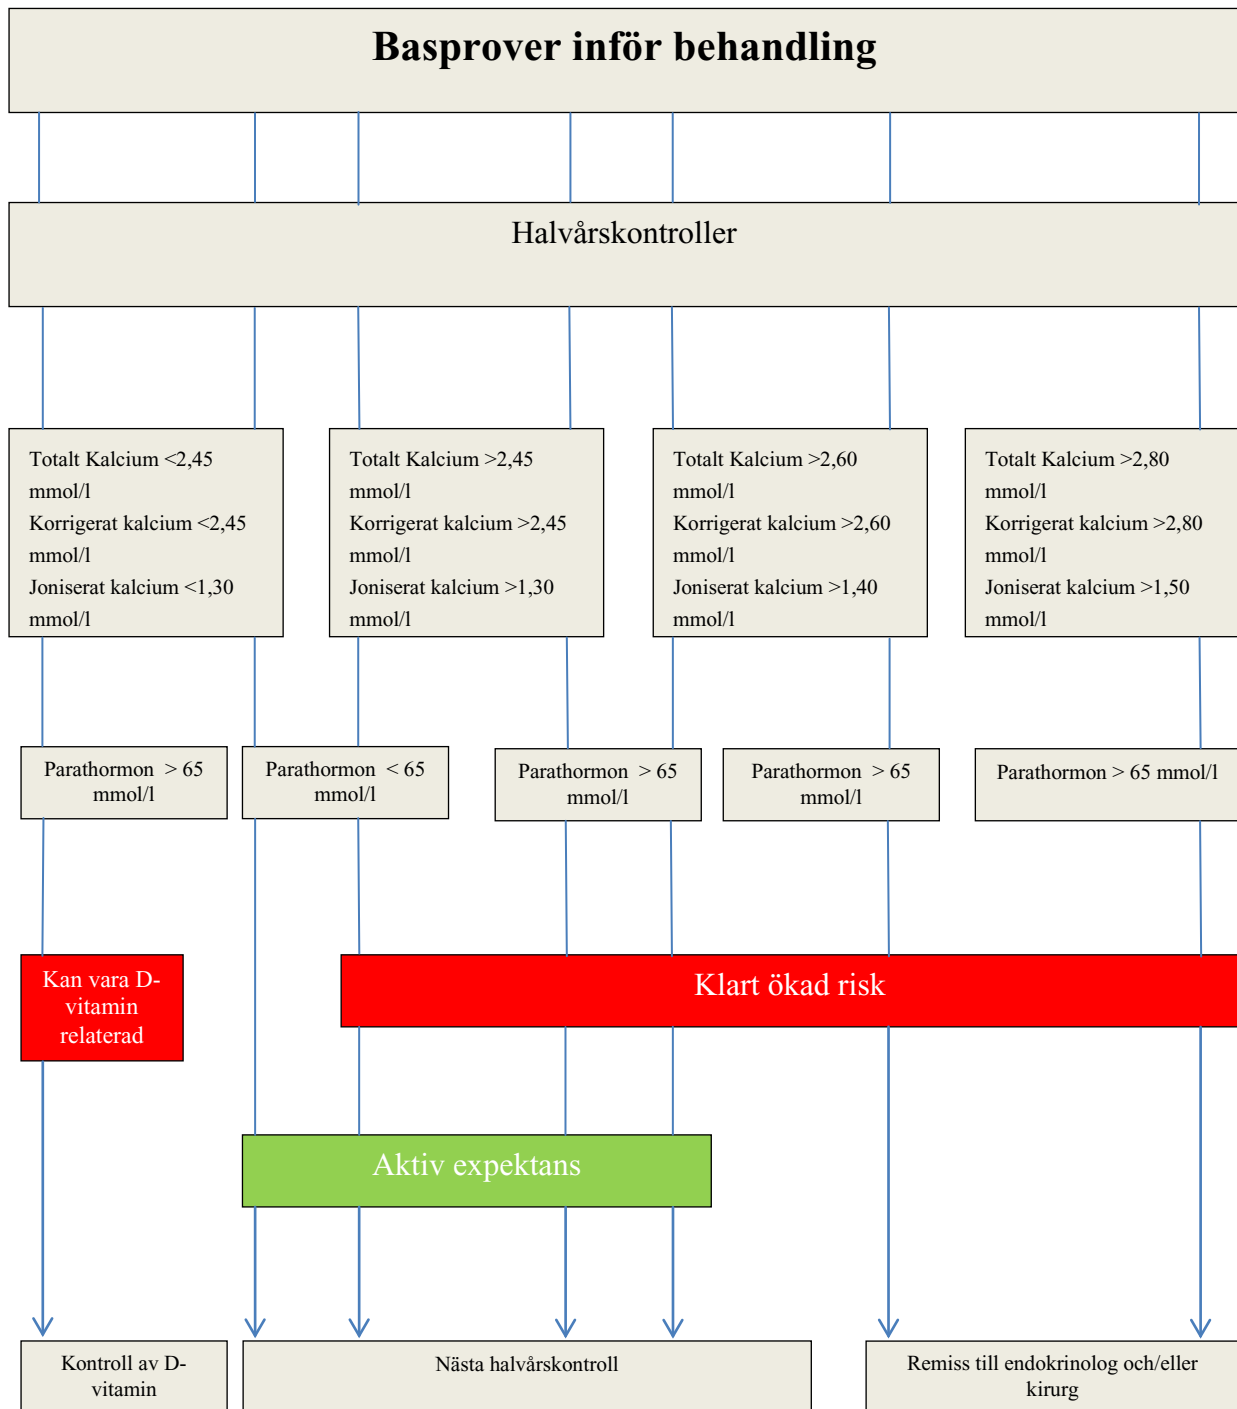 Basprover inför behandling
Halvårskontroller
Totalt Kalcium <2,45
mmol/l
Korrigerat kalcium <2,45
mmol/l
Joniserat kalcium <1,30
mmol/l
Totalt Kalcium >2,45
mmol/l
Korrigerat kalcium >2,45
mmol/l
Joniserat kalcium >1,30
mmol/l
Totalt Kalcium >2,60
mmol/l
Korrigerat kalcium >2,60
mmol/l
Joniserat kalcium >1,40
mmol/l
Totalt Kalcium >2,80
mmol/l
Korrigerat kalcium >2,80
mmol/l
Joniserat kalcium >1,50
mmol/l
Parathormon > 65
mmol/l
Parathormon < 65
mmol/l
Parathormon > 65
mmol/l
Parathormon > 65
mmol/l
Parathormon > 65 mmol/l
Kan vara D-
vitamin
relaterad
Klart ökad risk
Aktiv expektans
Kontroll av D-
vitamin
Nästa halvårskontroll
Remiss till endokrinolog och/eller
kirurg